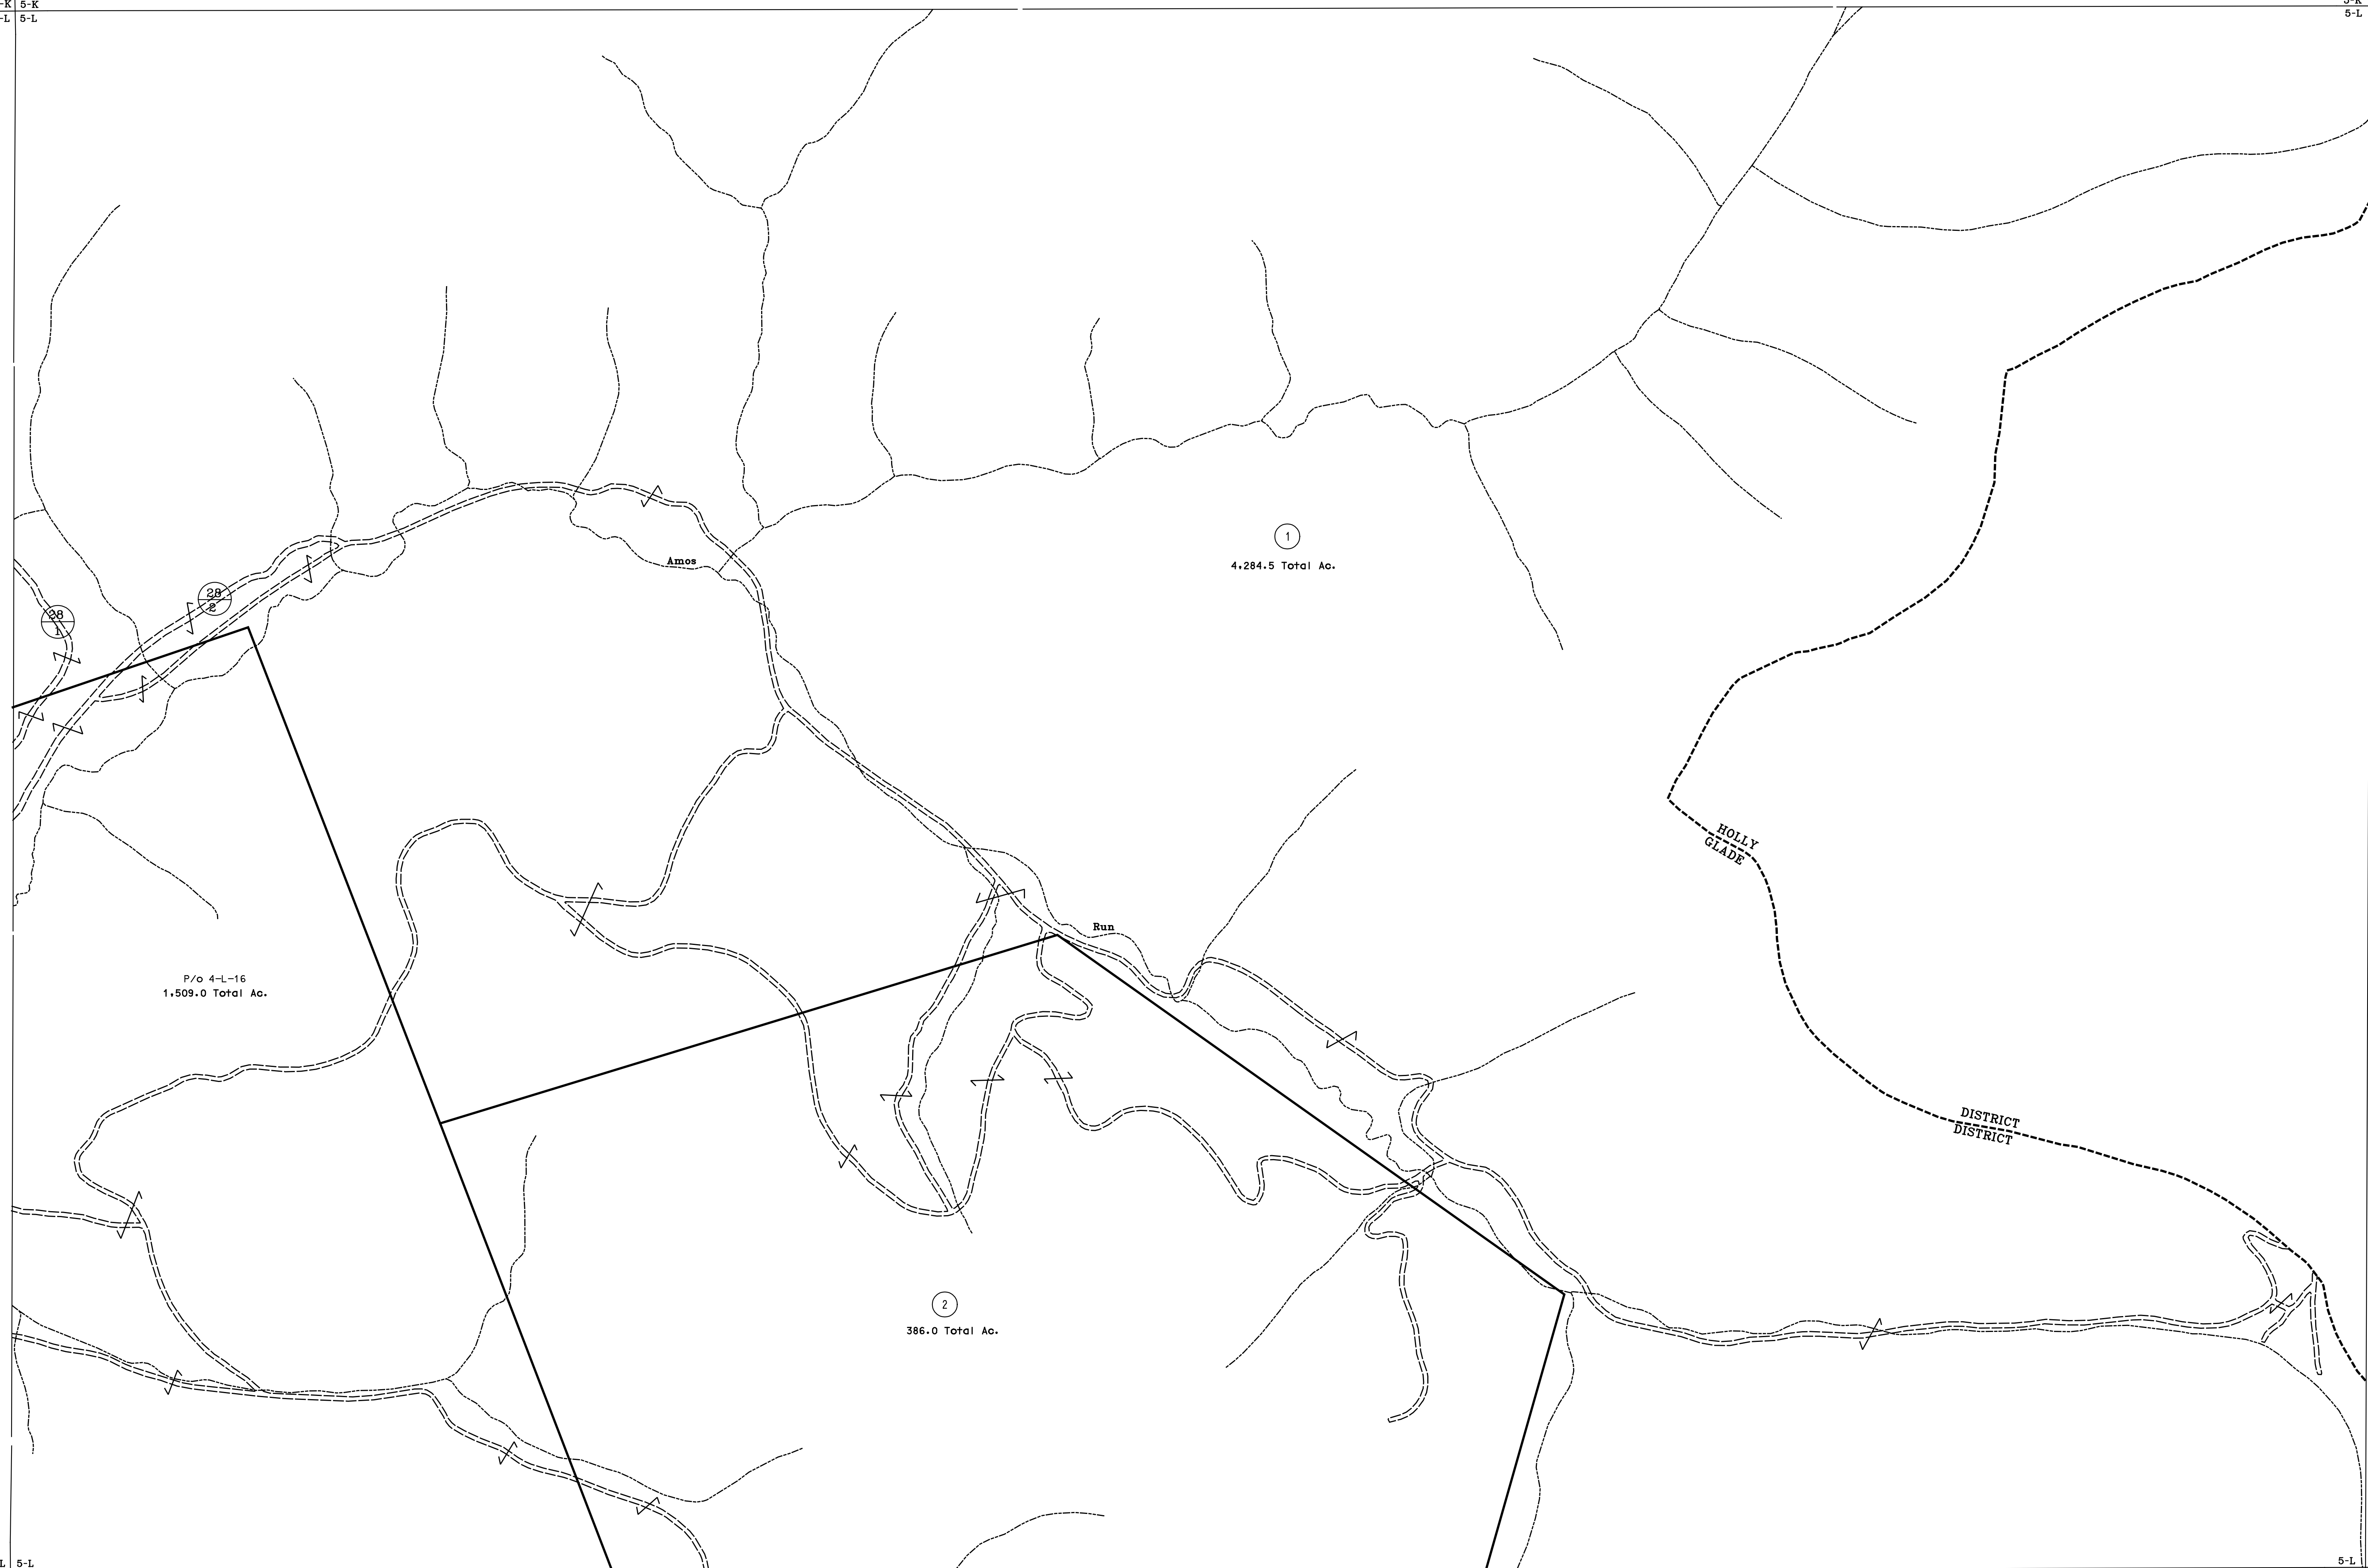 -K 5-K
-L 5-L
5-K
5-L
Amos
1
4,284.5 Total Ac.
28
2
28
1
HOLLY
GLADE
Run
P/o 4-L-16
1,509.0 Total Ac.
DISTRICT
DISTRICT
2
386.0 Total Ac.
L 5-L
5-L